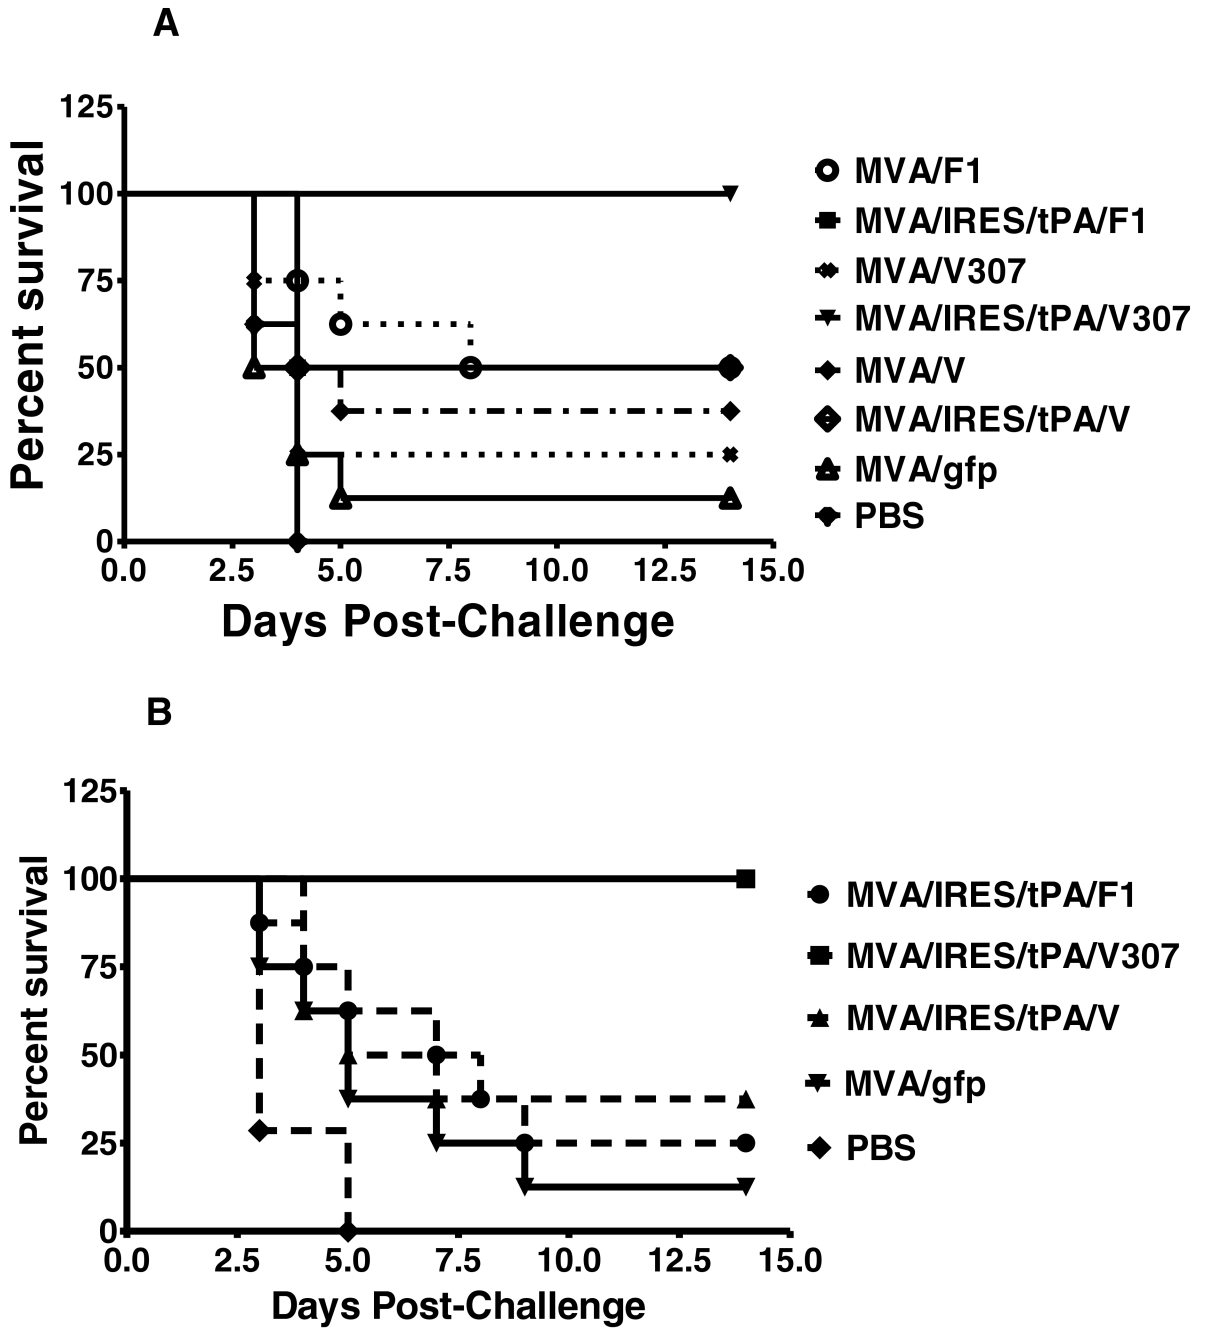 A
125
100
75
50
25
0
Percent survival
0.0 2.5 5.0 7.5 10.0 12.5 15.0
Days Post-Challenge
MVA/F1
MVA/IRES/tPA/F1
MVA/V307
MVA/IRES/tPA/V307
MVA/V
MVA/IRES/tPA/V
MVA/gfp
PBS
B
125
100
75
50
25
0
Percent survival
0.0 2.5 5.0 7.5 10.0 12.5 15.0
Days Post-Challenge
MVA/IRES/tPA/F1
MVA/IRES/tPA/V307
MVA/IRES/tPA/V
MVA/gfp
PBS